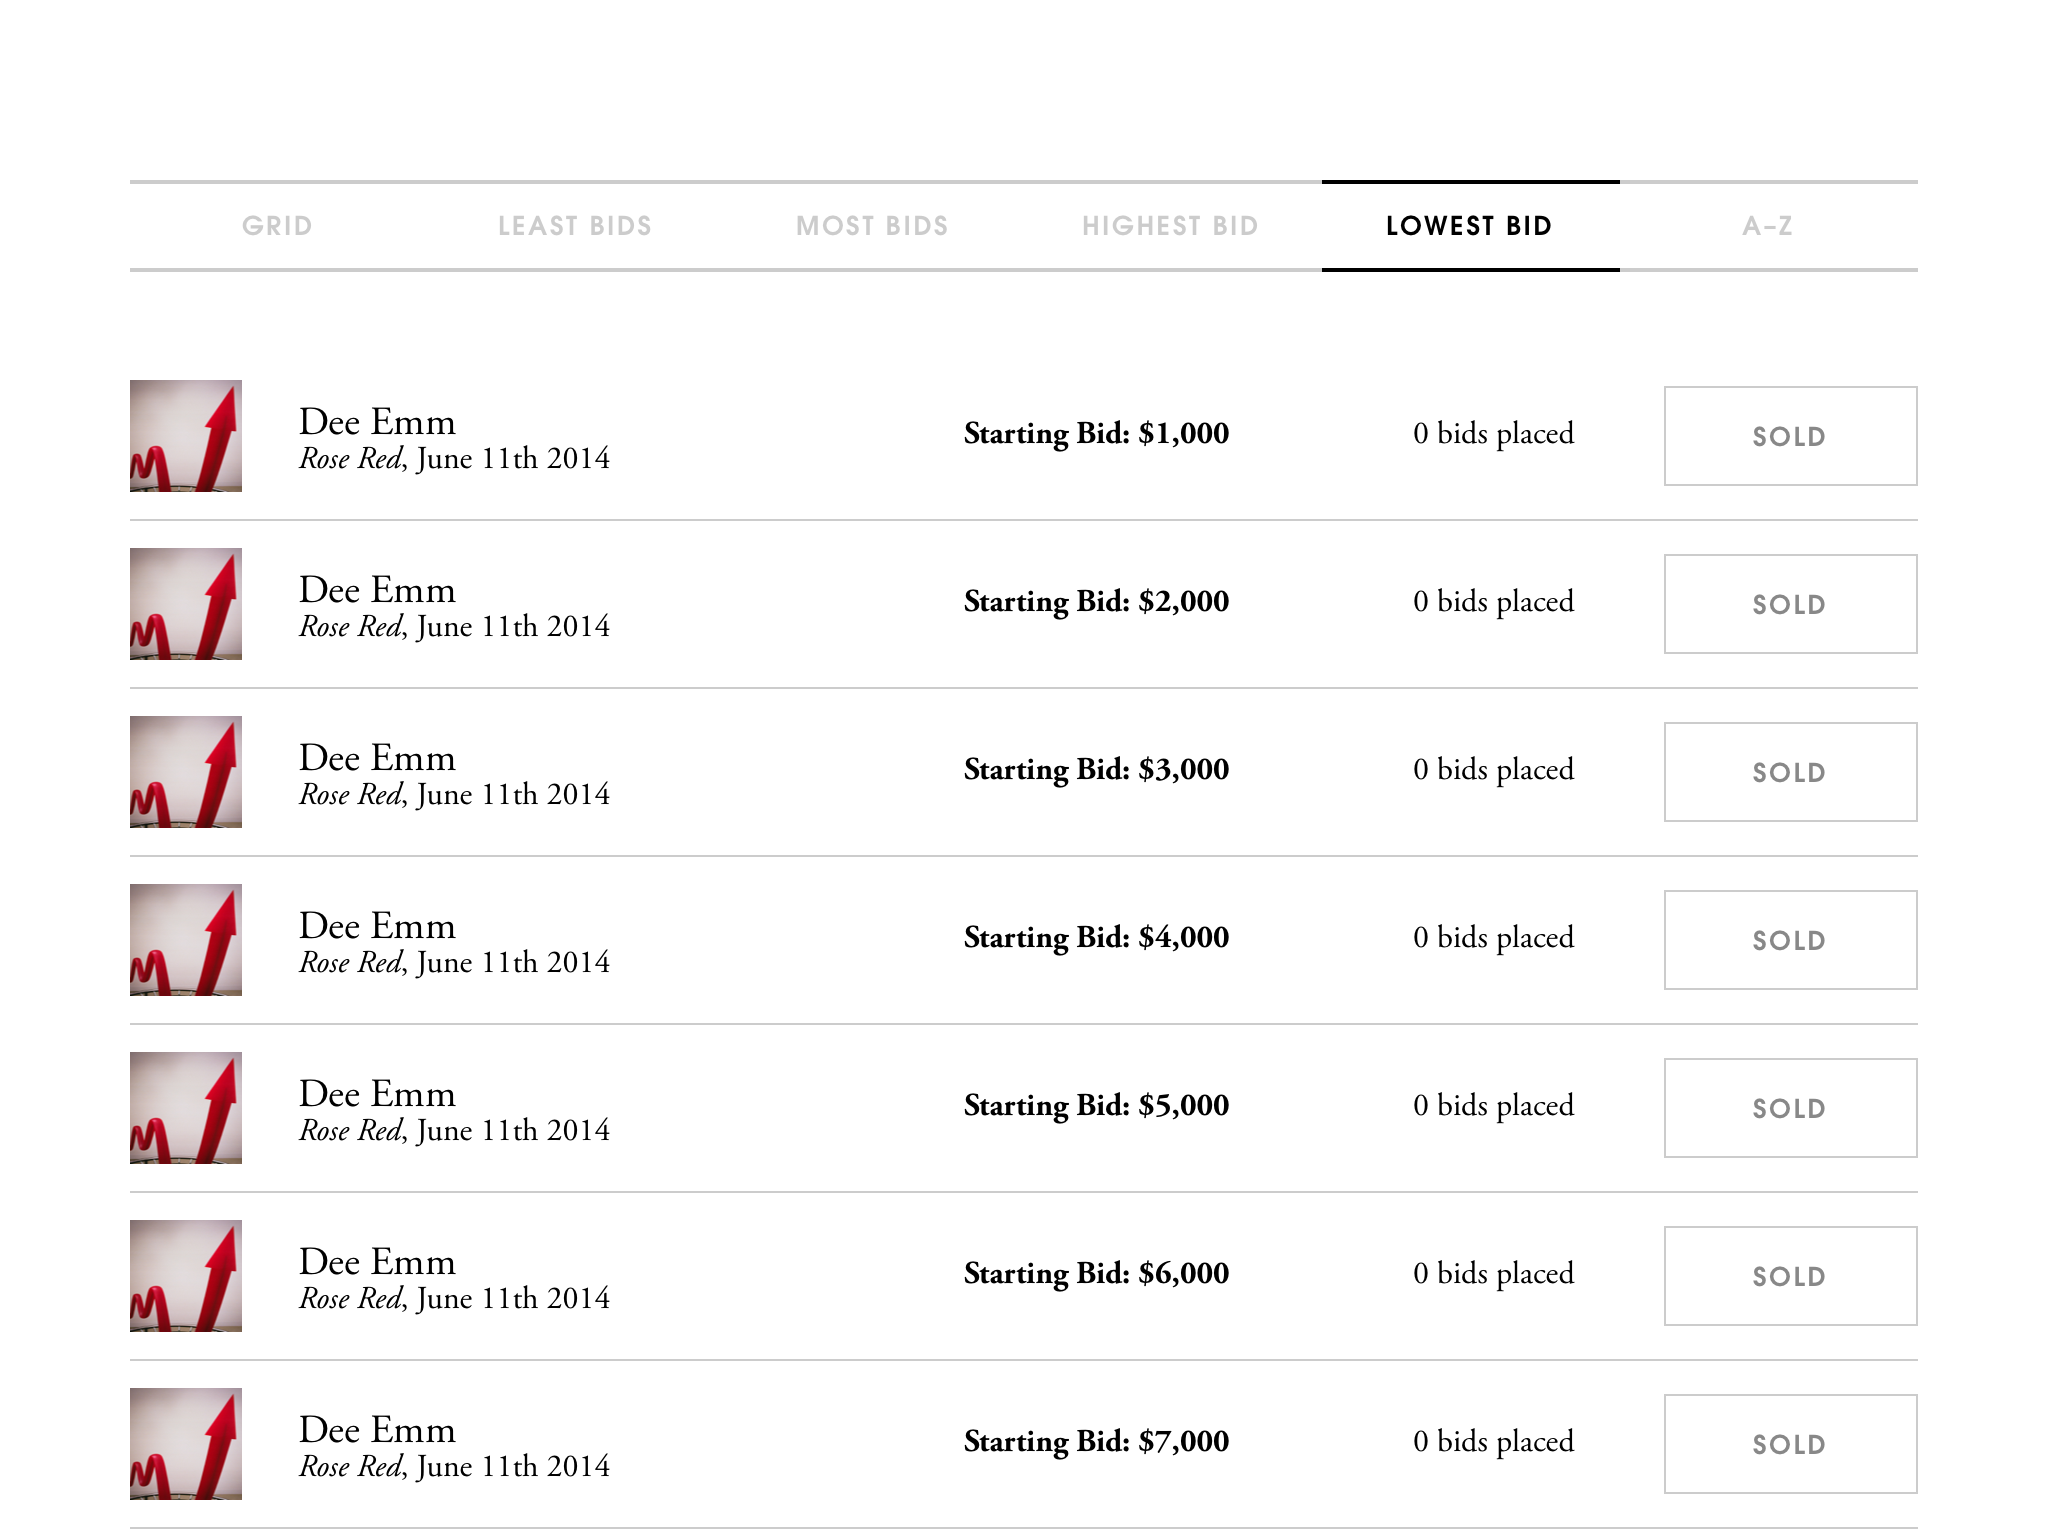 GRID LEAST BIDS MOST BIDS HIGHEST BID LOWEST BID A–Z
Dee Emm
Rose Red, June 11th 2014
Starting Bid: $1,000
0 bids placed
SOLD
Dee Emm
Rose Red, June 11th 2014
Starting Bid: $2,000
0 bids placed
SOLD
Dee Emm
Rose Red, June 11th 2014
Starting Bid: $3,000
0 bids placed
SOLD
Dee Emm
Rose Red, June 11th 2014
Starting Bid: $4,000
0 bids placed
SOLD
Dee Emm
Rose Red, June 11th 2014
Starting Bid: $5,000
0 bids placed
SOLD
Dee Emm
Rose Red, June 11th 2014
Starting Bid: $6,000
0 bids placed
SOLD
Dee Emm
Rose Red, June 11th 2014
Starting Bid: $7,000
0 bids placed
SOLD